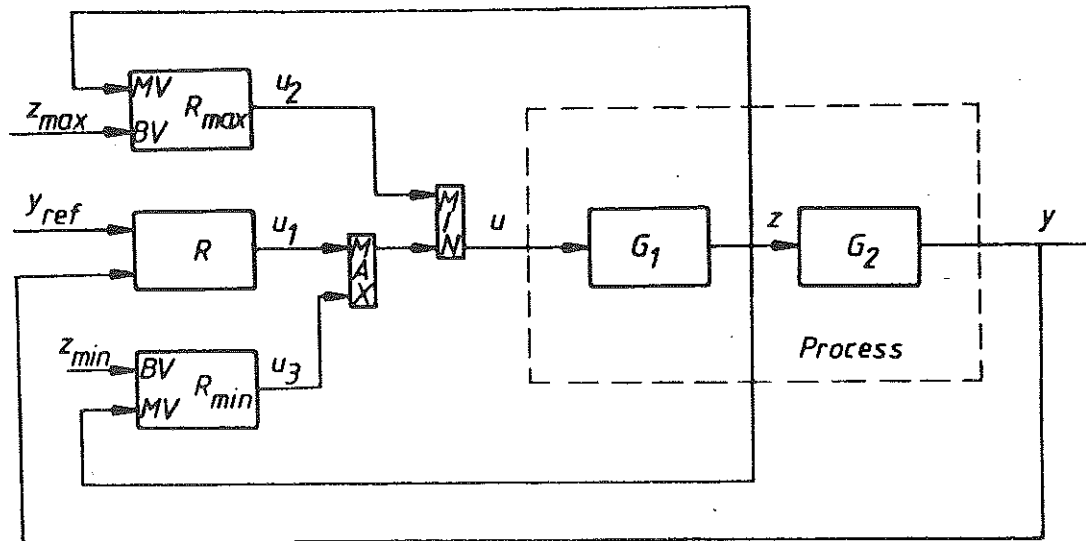 MV
z_max
BV
R_max
u_2
y_ref
R
u_1
MAX
MIN
u
G_1
z
G_2
y
Process
z_min
BV
MV
R_min
u_3